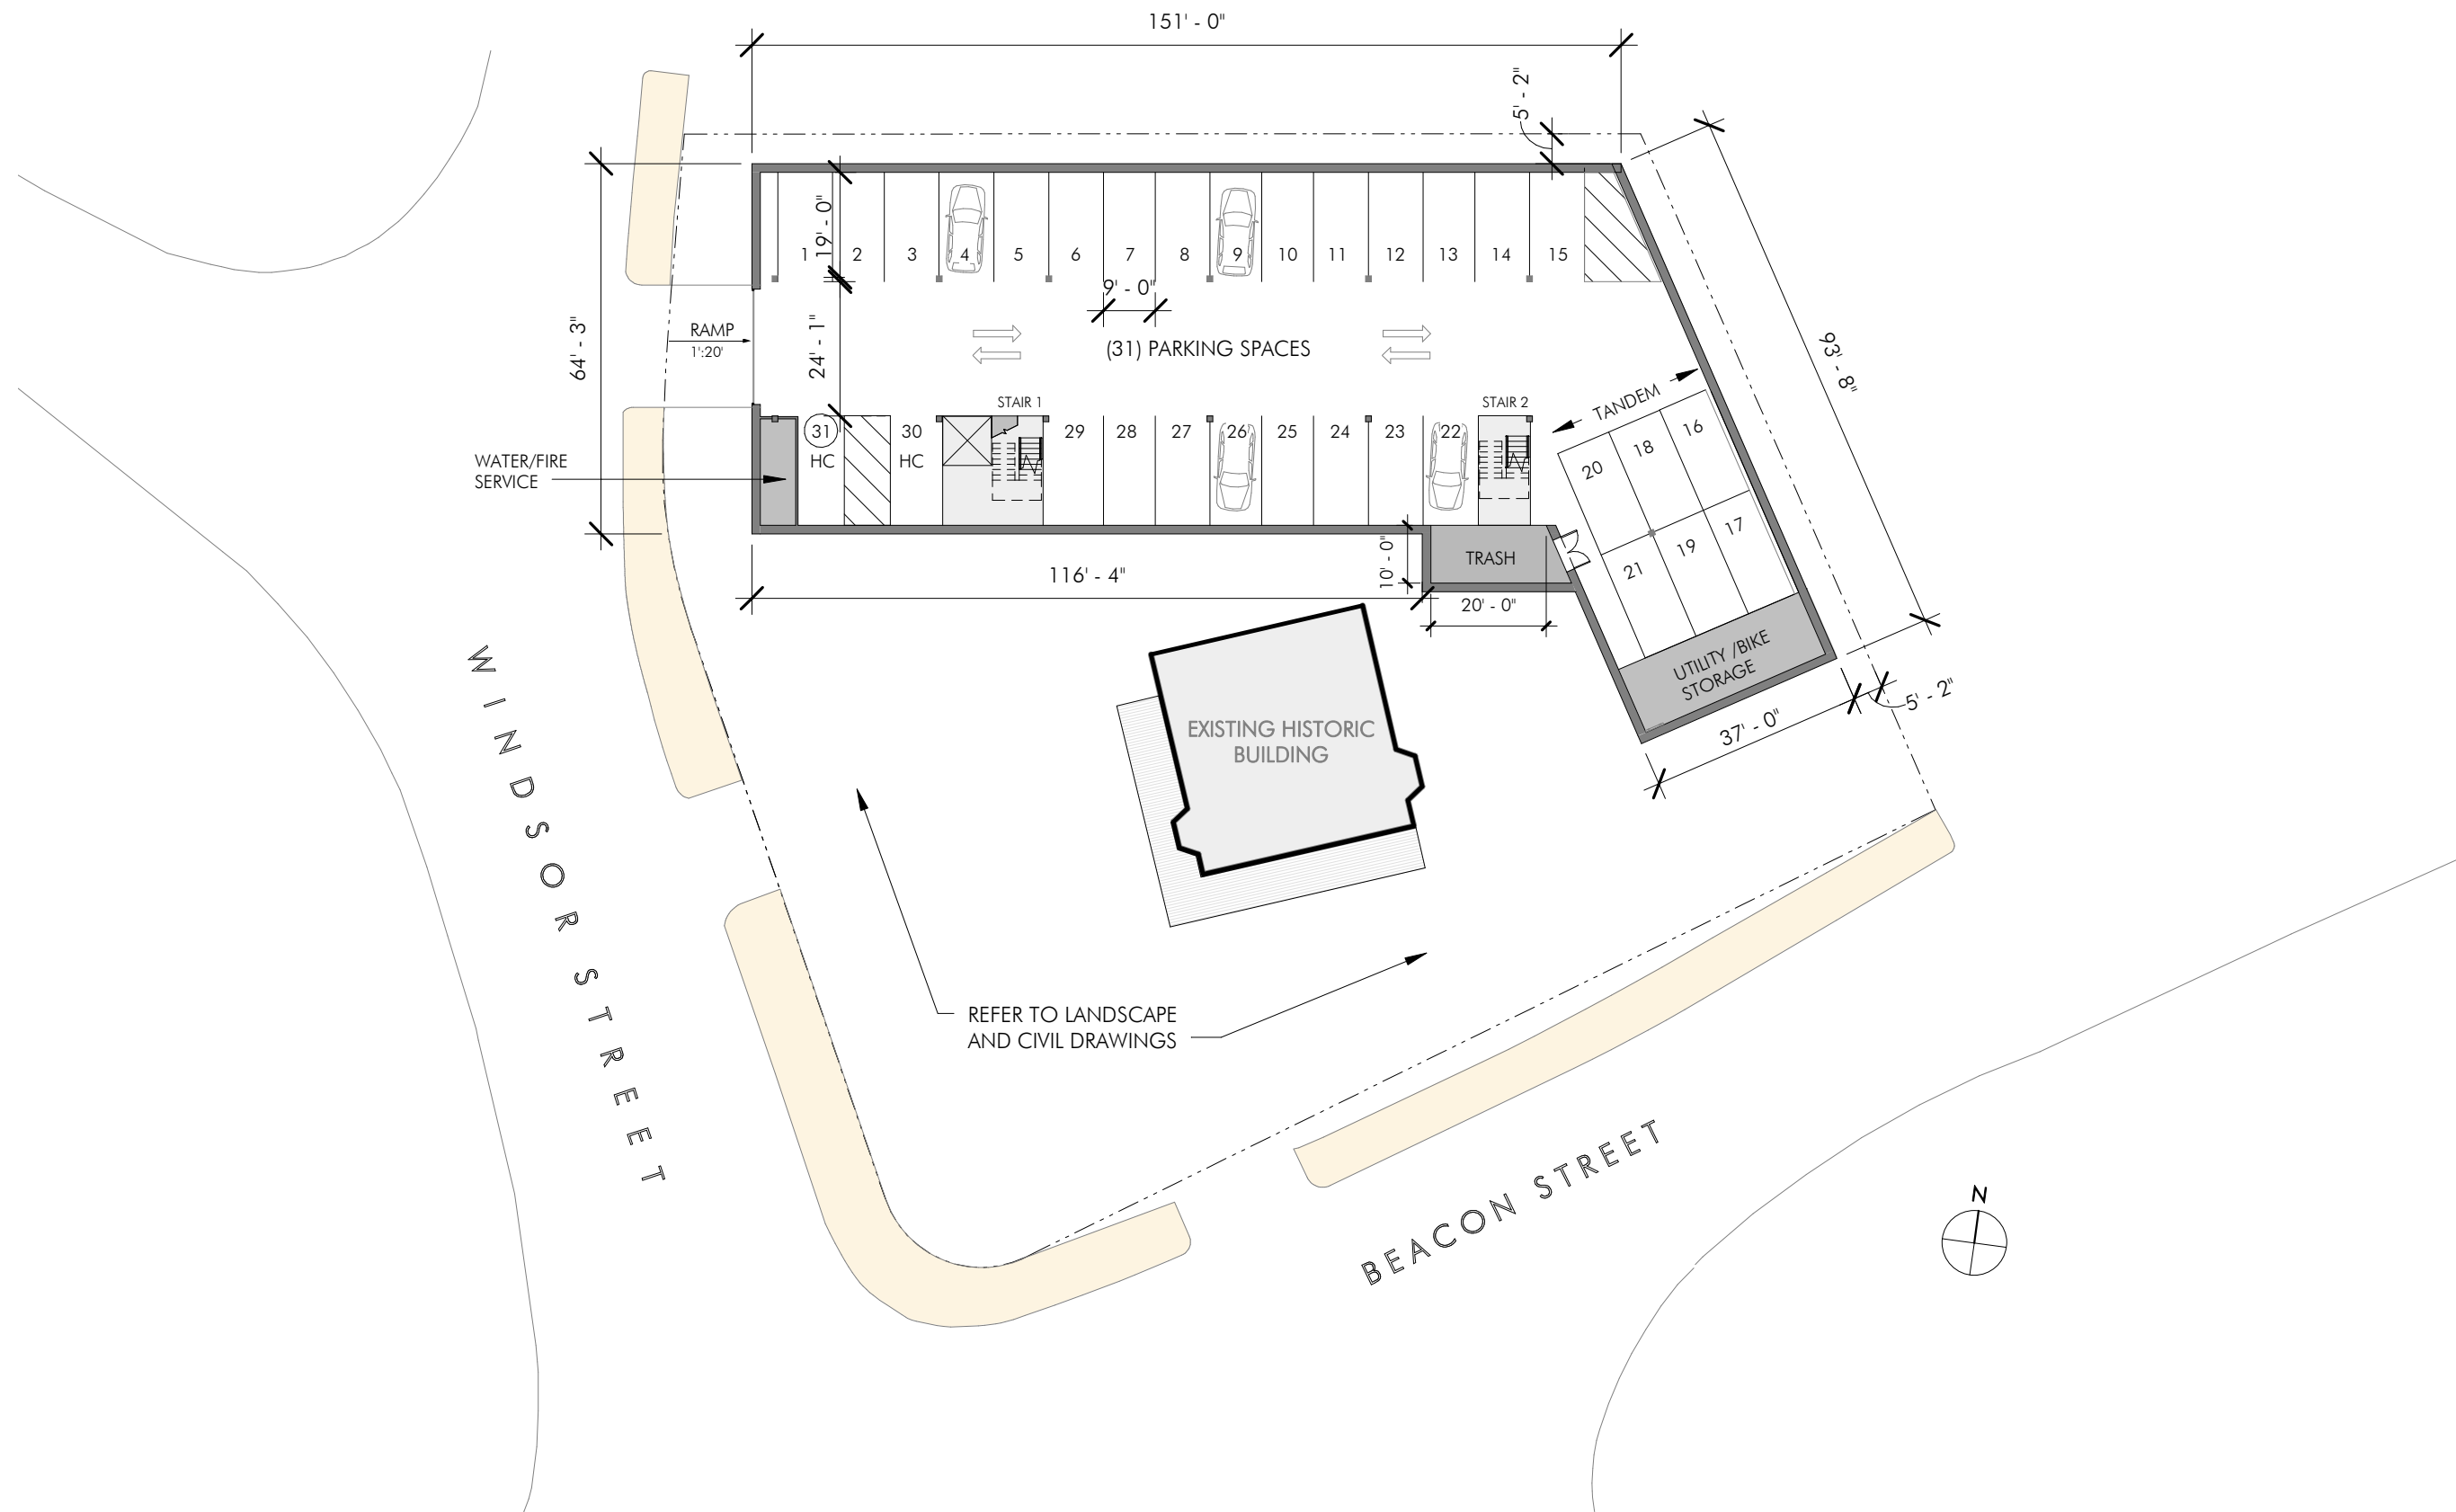 151' - 0"
5' - 2"
19' - 0"
1
2
3
4
5
6
7
8
9
10
11
12
13
14
15
9' - 0"
64' - 3"
RAMP
1':20'
24' - 1"
(31) PARKING SPACES
93' - 8"
TANDEM
STAIR 1
STAIR 2
31
HC
30
HC
29
28
27
26
25
24
23
22
20
18
16
21
19
17
WATER/FIRE
SERVICE
TRASH
10' - 0"
116' - 4"
20' - 0"
UTILITY /BIKE
STORAGE
5' - 2"
37' - 0"
EXISTING HISTORIC
BUILDING
WINDSOR STREET
REFER TO LANDSCAPE
AND CIVIL DRAWINGS
BEACON STREET
N